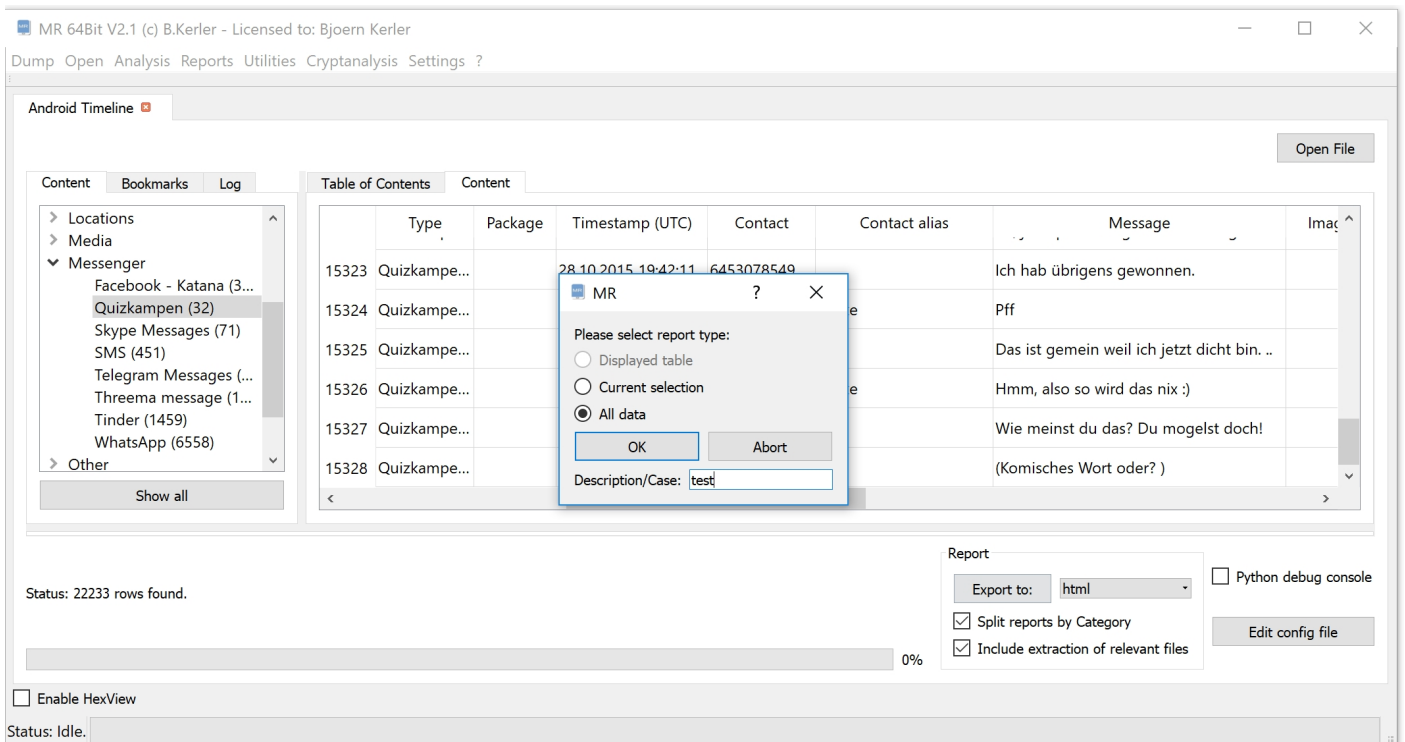 MR 64Bit V2.1 (c) B.Kerler - Licensed to: Bjoern Kerler
Dump Open Analysis Reports Utilities Cryptanalysis Settings ?
Android Timeline
Open File
Content Bookmarks Log
Table of Contents Content
Locations
Media
Messenger
Facebook - Katana (3...
Quizkampen (32)
Skype Messages (71)
SMS (451)
Telegram Messages (...
Threema message (1...
Tinder (1459)
WhatsApp (6558)
Other
Show all
Type Package Timestamp (UTC) Contact Contact alias Message Imag
15323 Quizkampe... 28.10.2015 19:42:11 6453078549 Ich hab übrigens gewonnen.
15324 Quizkampe... e Pff
15325 Quizkampe... Das ist gemein weil ich jetzt dicht bin. ..
15326 Quizkampe... e Hmm, also so wird das nix :)
15327 Quizkampe... Wie meinst du das? Du mogelst doch!
15328 Quizkampe... (Komisches Wort oder? )
MR ?
Please select report type:
Displayed table
Current selection
All data
OK Abort
Description/Case: test
Status: 22233 rows found.
0%
Report
Export to: html
Split reports by Category
Include extraction of relevant files
Python debug console
Edit config file
Enable HexView
Status: Idle.